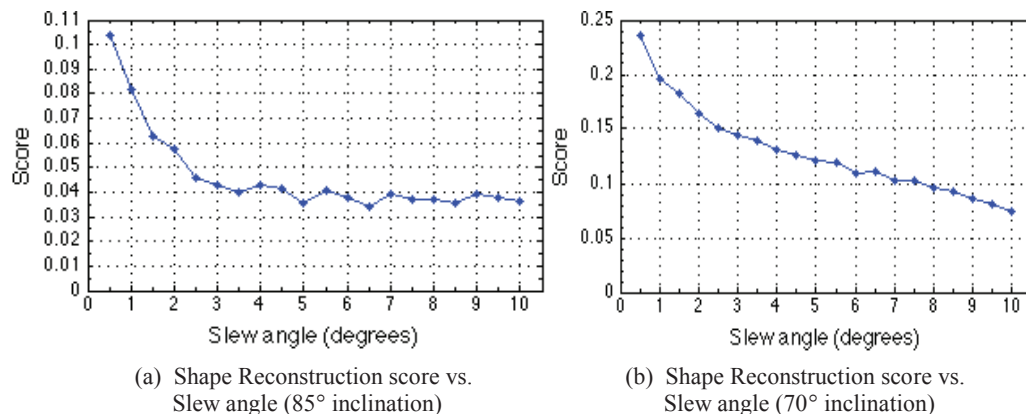 0.11
0.11
0.09
0.08
0.07
0.06
0.05
0.04
0.03
0.02
0.01
0
Score
0 1 2 3 4 5 6 7 8 9 10
Slew angle (degrees)
(a) Shape Reconstruction score vs.
Slew angle (85° inclination)
0.25
0.2
0.15
0.1
0.05
0
Score
0 1 2 3 4 5 6 7 8 9 10
Slew angle (degrees)
(b) Shape Reconstruction score vs.
Slew angle (70° inclination)